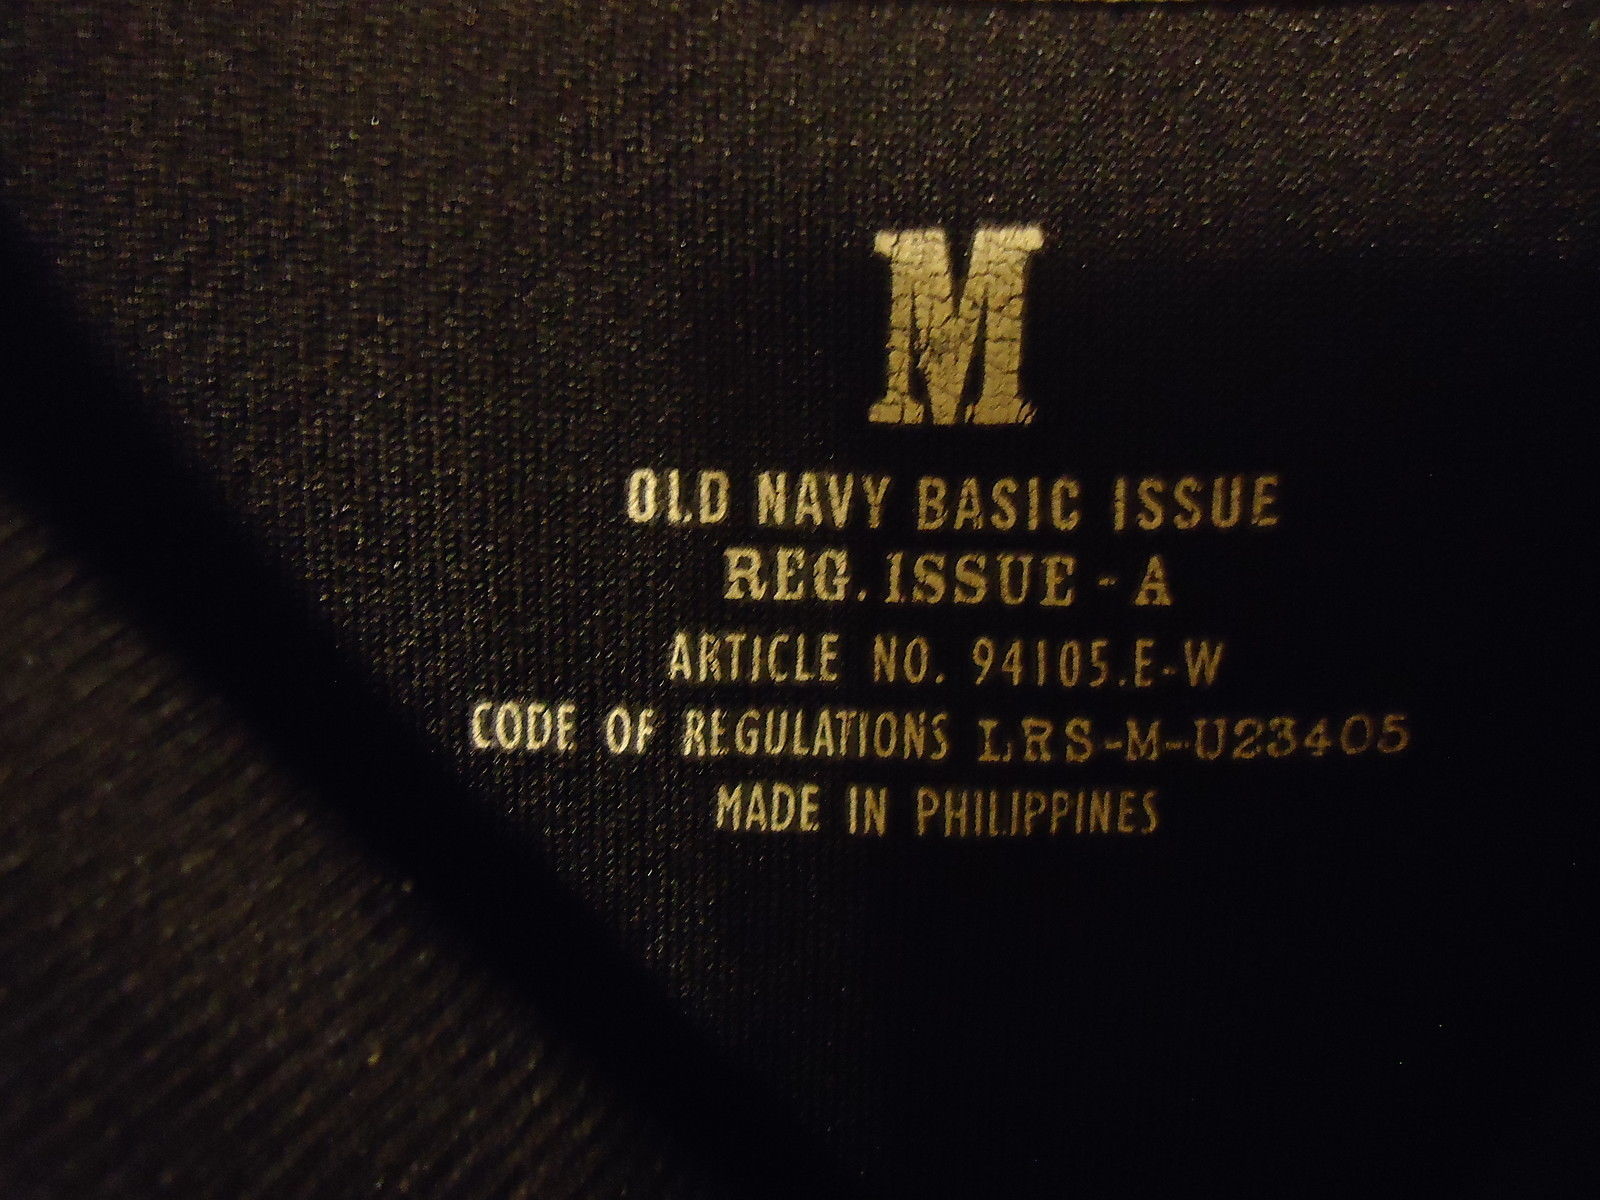 M
OLD NAVY BASIC ISSUE
REG. ISSUE - A
ARTICLE NO. 94105.E-W
CODE OF REGULATIONS LRS-M-U23405
MADE IN PHILIPPINES